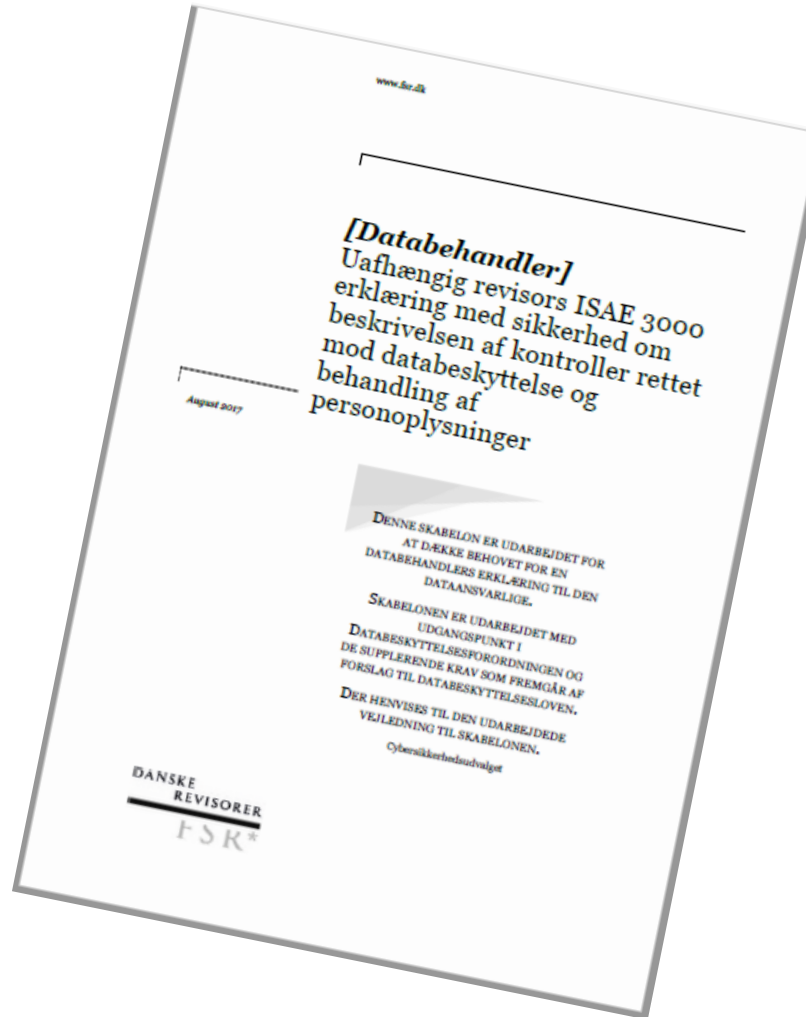 www.fsr.dk
[Databehandler]
Uafhængig revisors ISAE 3000
erklæring med sikkerhed om
beskrivelsen af kontroller rettet
mod databeskyttelse og
behandling af
personoplysninger
August 2017
DENNE SKABELON ER UDARBEJDET FOR
AT DÆKKE BEHOVET FOR EN
DATABEHANDLERS ERKLÆRING TIL DEN
DATAANSVARLIGE.
SKABELONEN ER UDARBEJDET MED
UDGANGSPUNKT I
DATABESKYTTELSESFORORDNINGEN OG
DE SUPPLERENDE KRAV SOM FREMGÅR AF
FORSLAG TIL DATABESKYTTELSESLOVEN.
DER HENVISES TIL DEN UDARBEJDEDE
VEJLEDNING TIL SKABELONEN.
Cybersikkerhedsudvalget
DANSKE
REVISORER
FSR*